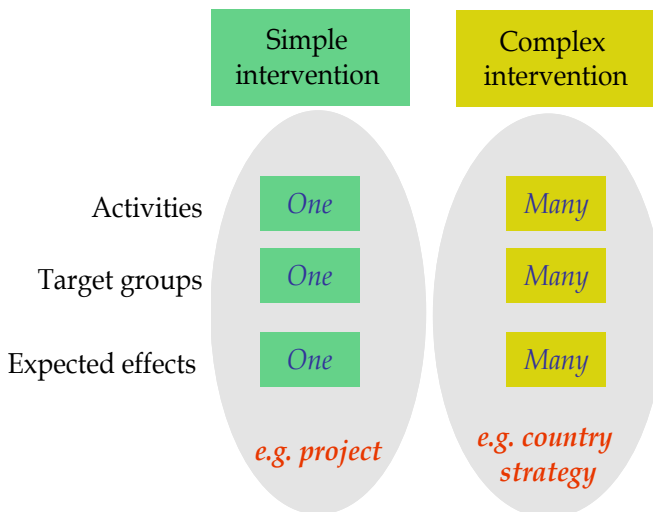 Simple
intervention
Complex
intervention
Activities
One
Many
Target groups
One
Many
Expected effects
One
Many
e.g. project
e.g. country
strategy